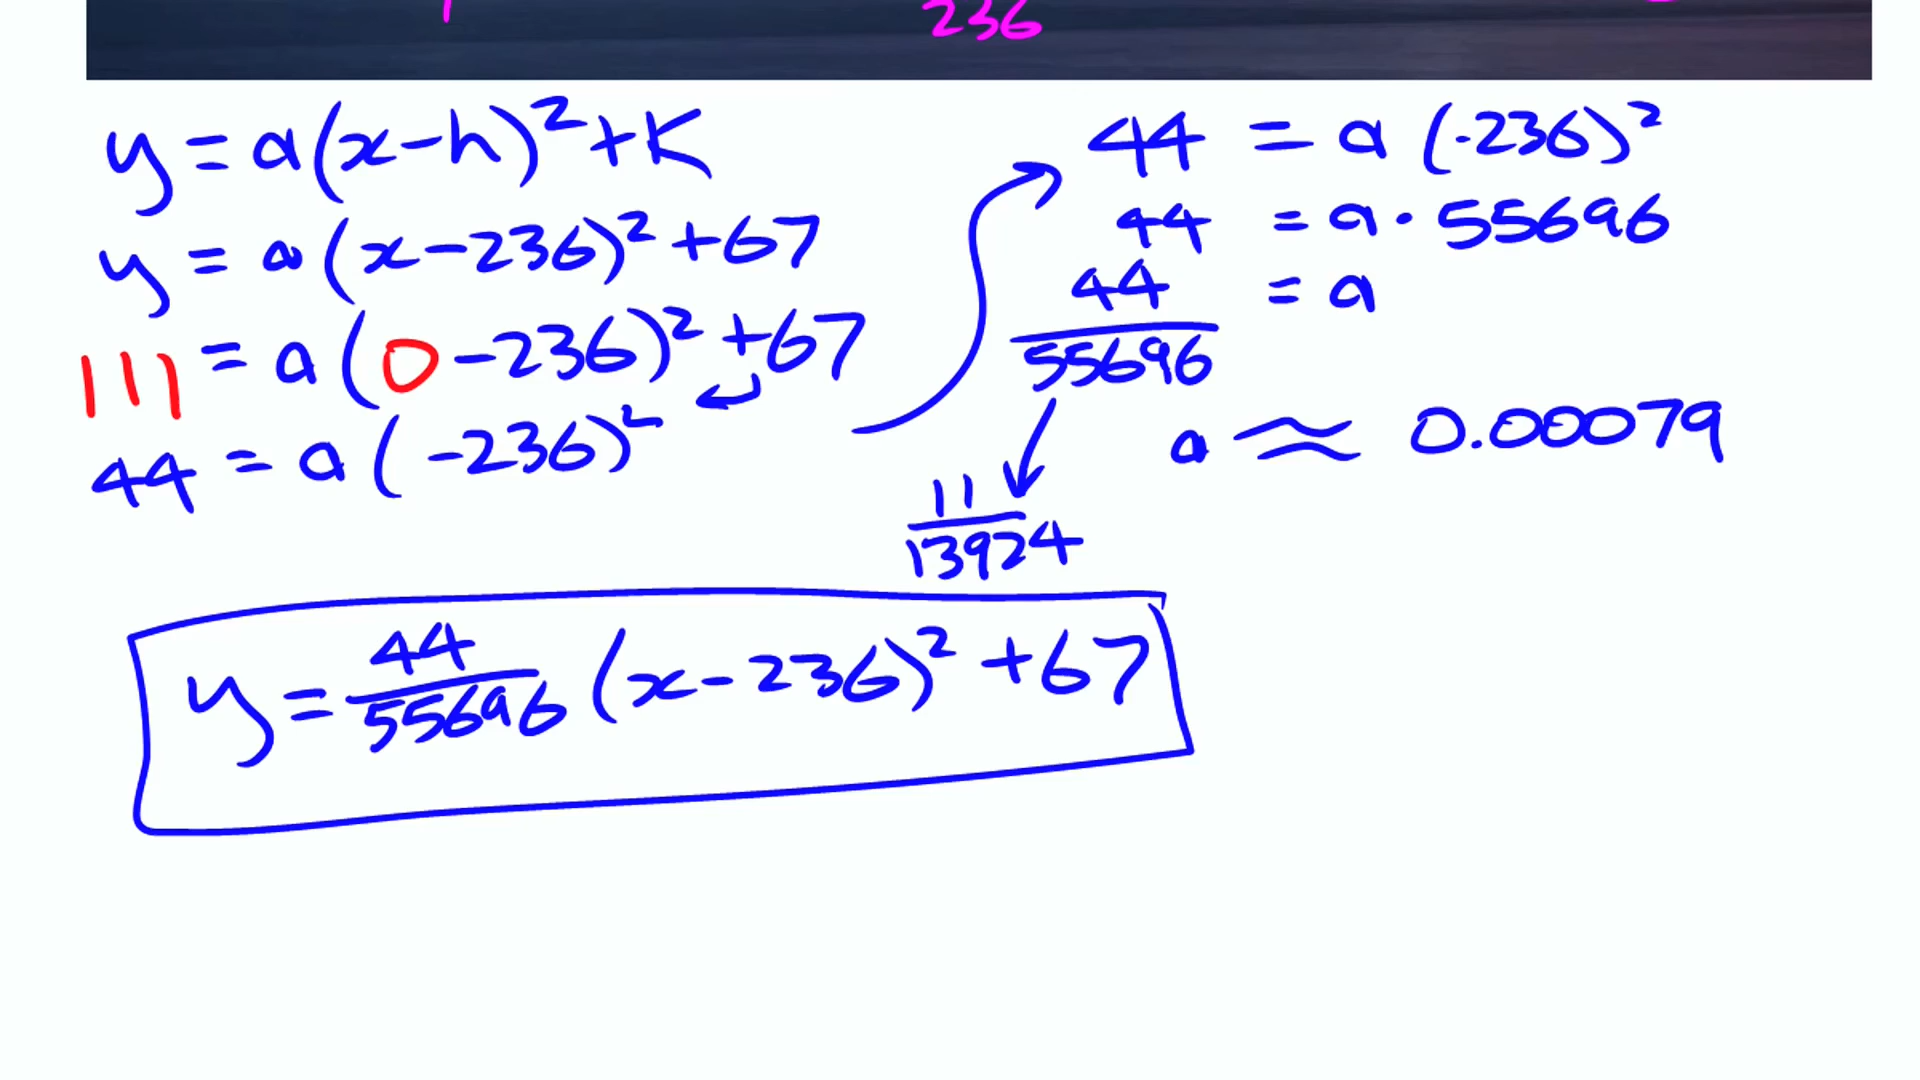 236
y = a(x-h)² +K
y = a(x-236)² +67
111 = a(0-236)² +67
44 = a(-236)²
44 = a(-236)²
44 = a·55696
44/55696 = a
a ≈ 0.00079
11/13924
y = 44/55696 (x-236)² +67